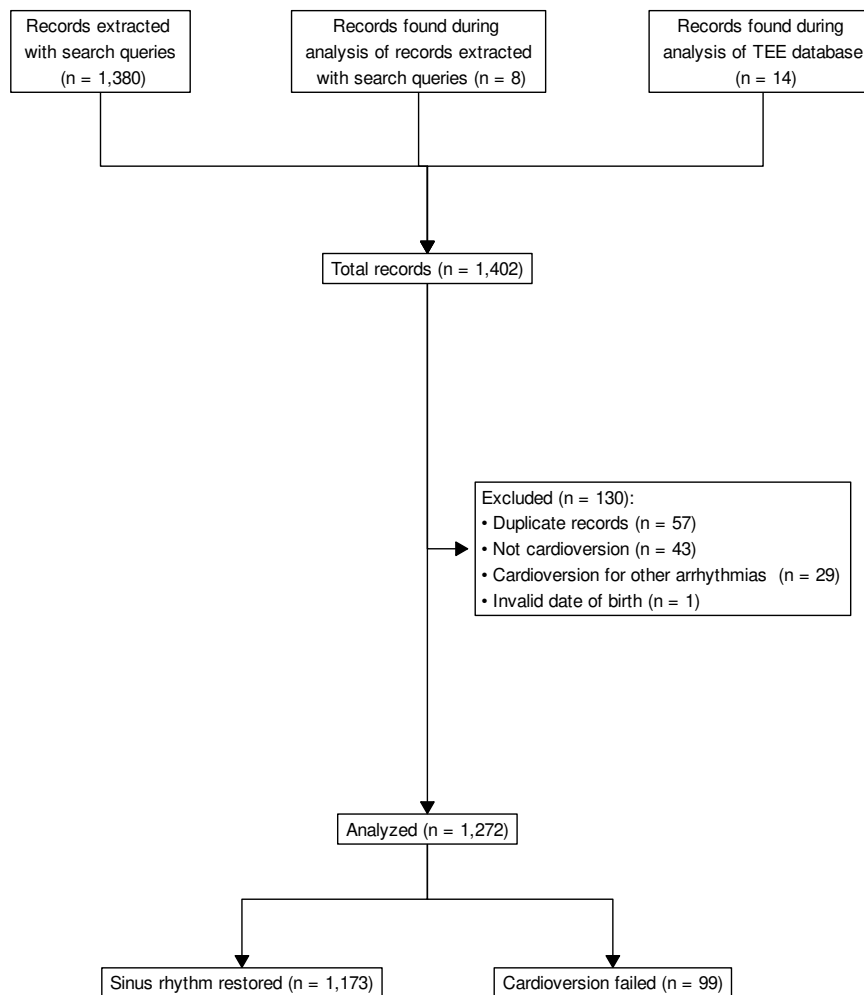 Records extracted
with search queries
(n = 1,380)
Records found during
analysis of records extracted
with search queries (n = 8)
Records found during
analysis of TEE database
(n = 14)
Total records (n = 1,402)
Excluded (n = 130):
• Duplicate records (n = 57)
• Not cardioversion (n = 43)
• Cardioversion for other arrhythmias (n = 29)
• Invalid date of birth (n = 1)
Analyzed (n = 1,272)
Sinus rhythm restored (n = 1,173)
Cardioversion failed (n = 99)